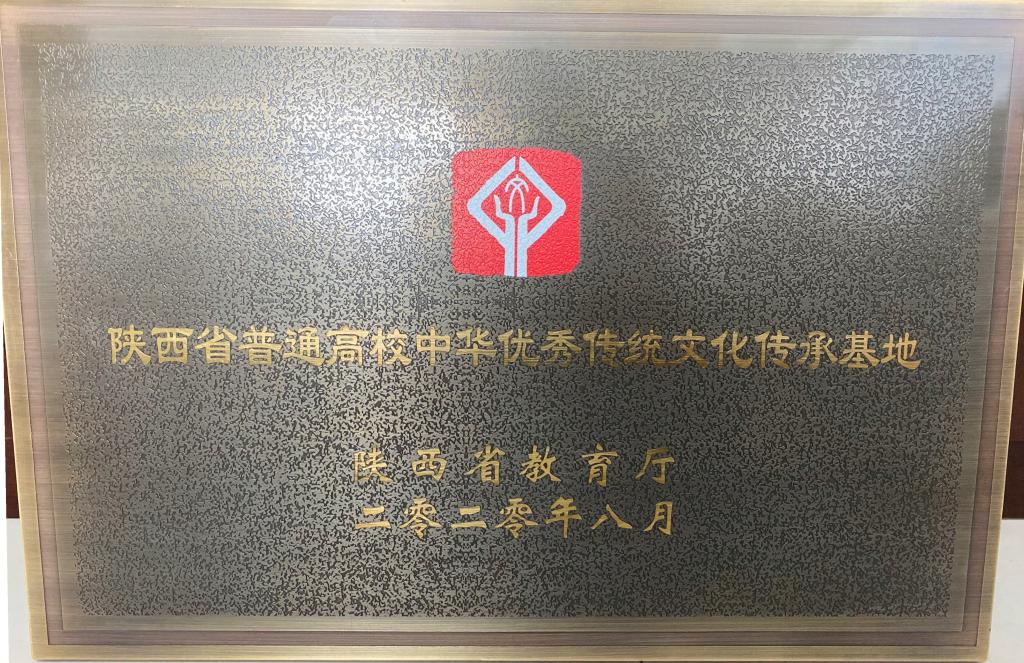 文
陕西省普通高校中华优秀传统文化传承基地
陕西省教育厅
二零二零年八月